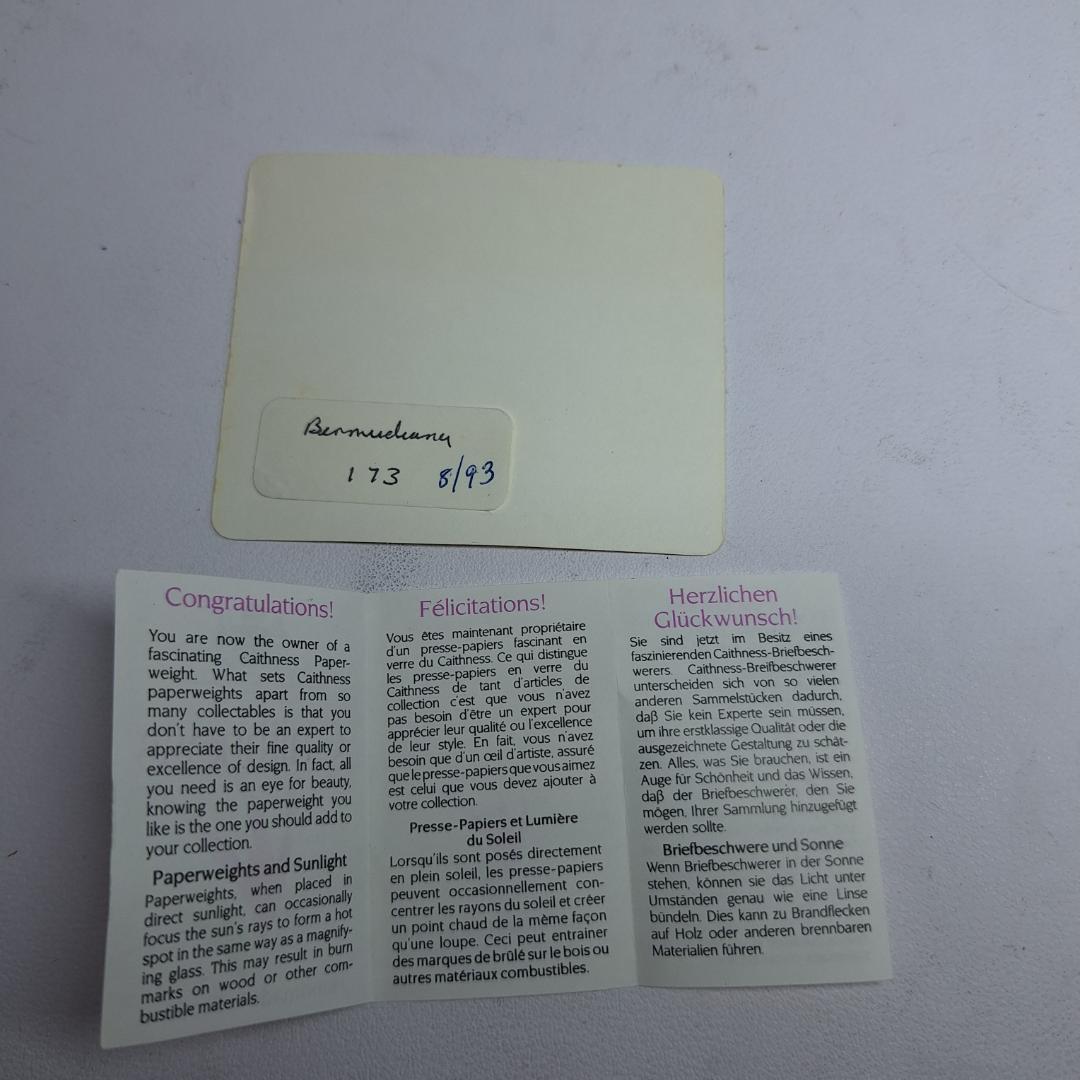 Bermudiana
173 8/93
Congratulations!
You are now the owner of a
fascinating Caithness Paper-
weight. What sets Caithness
paperweights apart from so
many collectables is that you
don't have to be an expert to
appreciate their fine quality or
excellence of design. In fact, all
you need is an eye for beauty,
knowing the paperweight you
like is the one you should add to
your collection.
Paperweights and Sunlight
Paperweights, when placed in
direct sunlight, can occasionally
focus the sun's rays to form a hot
spot in the same way as a magnify-
ing glass. This may result in burn
marks on wood or other com-
bustible materials.
Félicitations!
Vous êtes maintenant propriétaire
d'un presse-papiers fascinant en
verre du Caithness. Ce qui distingue
les presse-papiers en verre du
Caithness de tant d'articles de
collection c'est que vous n'avez
pas besoin d'être un expert pour
apprécier leur qualité ou l'excellence
de leur style. En fait, vous n'avez
besoin que d'un œil d'artiste, assuré
que le presse-papiers que vous aimez
est celui que vous devez ajouter à
votre collection.
Presse-Papiers et Lumière
du Soleil
Lorsqu'ils sont posés directement
en plein soleil, les presse-papiers
peuvent occasionnellement con-
centrer les rayons du soleil et créer
un point chaud de la mème façon
qu'une loupe. Ceci peut entrainer
des marques de brûlé sur le bois ou
autres matériaux combustibles.
Herzlichen
Glückwunsch!
Sie sind jetzt im Besitz eines
faszinierenden Caithness-Briefbesch-
werers. Caithness-Breifbeschwerer
unterscheiden sich von so vielen
anderen Sammelstücken dadurch,
daß Sie kein Experte sein müssen,
um ihre erstklassige Qualität oder die
ausgezeichnete Gestaltung zu schät-
zen. Alles, was Sie brauchen, ist ein
Auge für Schönheit und das Wissen,
daß der Briefbeschwerer, den Sie
mögen, Ihrer Sammlung hinzugefügt
werden sollte.
Briefbeschwere und Sonne
Wenn Briefbeschwerer in der Sonne
stehen, können sie das Licht unter
Umständen genau wie eine Linse
bündeln. Dies kann zu Brandflecken
auf Holz oder anderen brennbaren
Materialien führen.